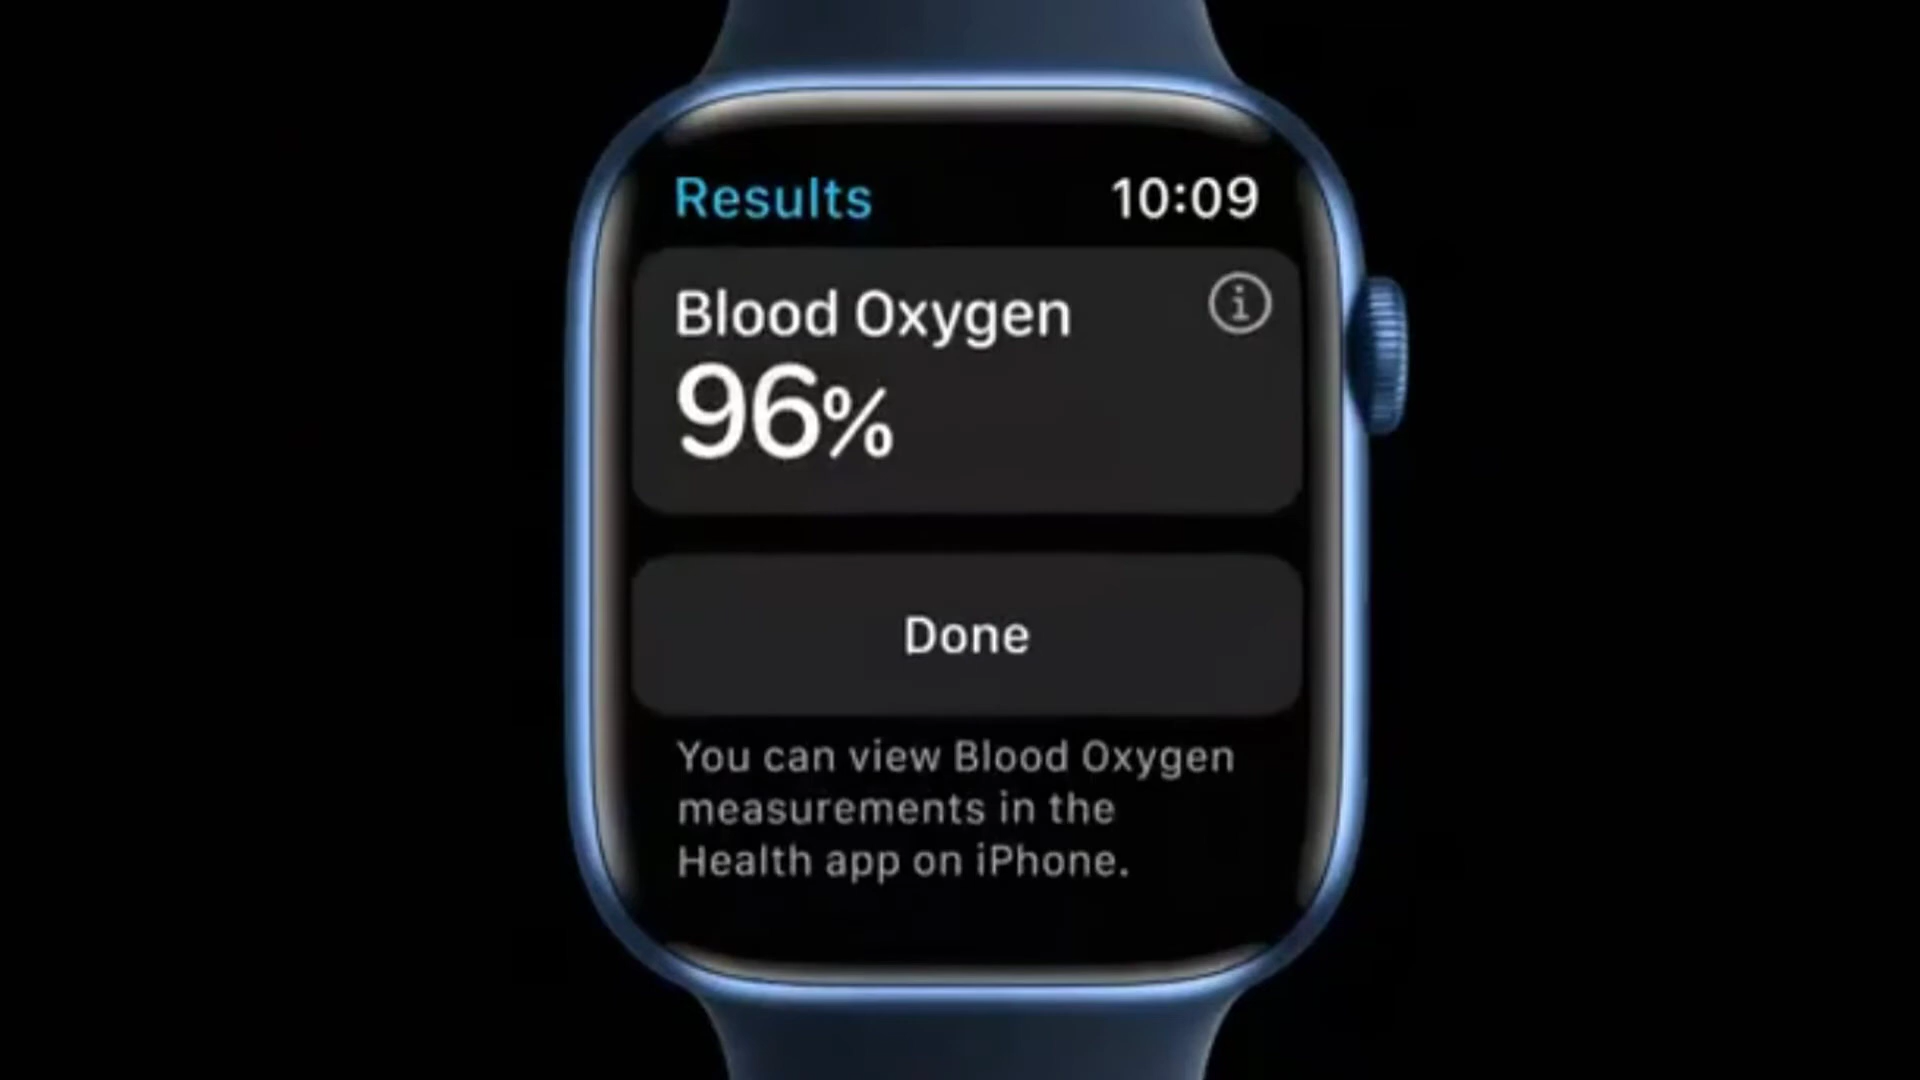 Results 10:09
Blood Oxygen
96%
Done
You can view Blood Oxygen
measurements in the
Health app on iPhone.